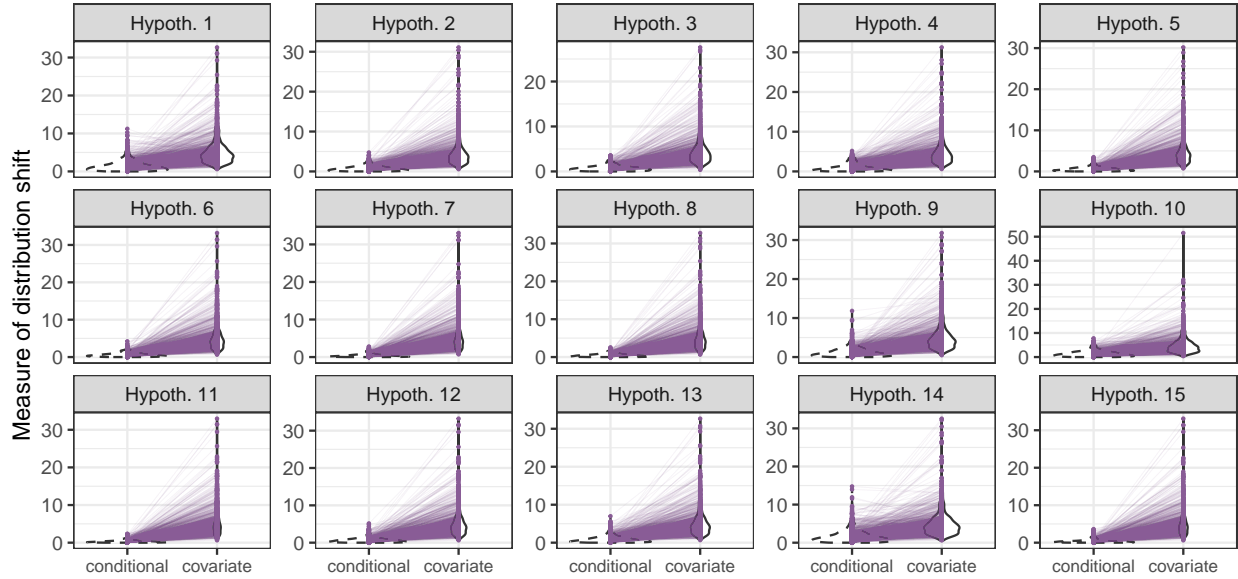 Measure of distribution shift
Hypoth. 1
Hypoth. 2
Hypoth. 3
Hypoth. 4
Hypoth. 5
30
20
10
0
30
20
10
0
20
10
0
30
20
10
0
30
20
10
0
Hypoth. 6
Hypoth. 7
Hypoth. 8
Hypoth. 9
Hypoth. 10
30
20
10
0
30
20
10
0
30
20
10
0
30
20
10
0
50
40
30
20
10
0
Hypoth. 11
Hypoth. 12
Hypoth. 13
Hypoth. 14
Hypoth. 15
30
20
10
0
30
20
10
0
30
20
10
0
30
20
10
0
30
20
10
0
conditional covariate
conditional covariate
conditional covariate
conditional covariate
conditional covariate